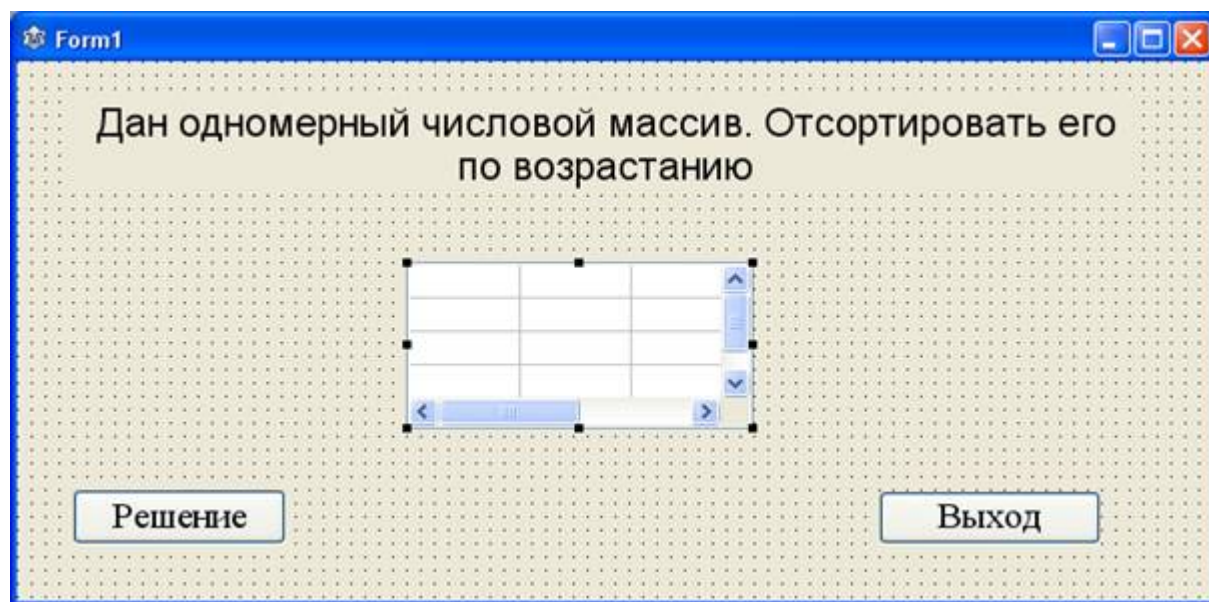 Form1
Дан одномерный числовой массив. Отсортировать его
по возрастанию
Решение
Выход